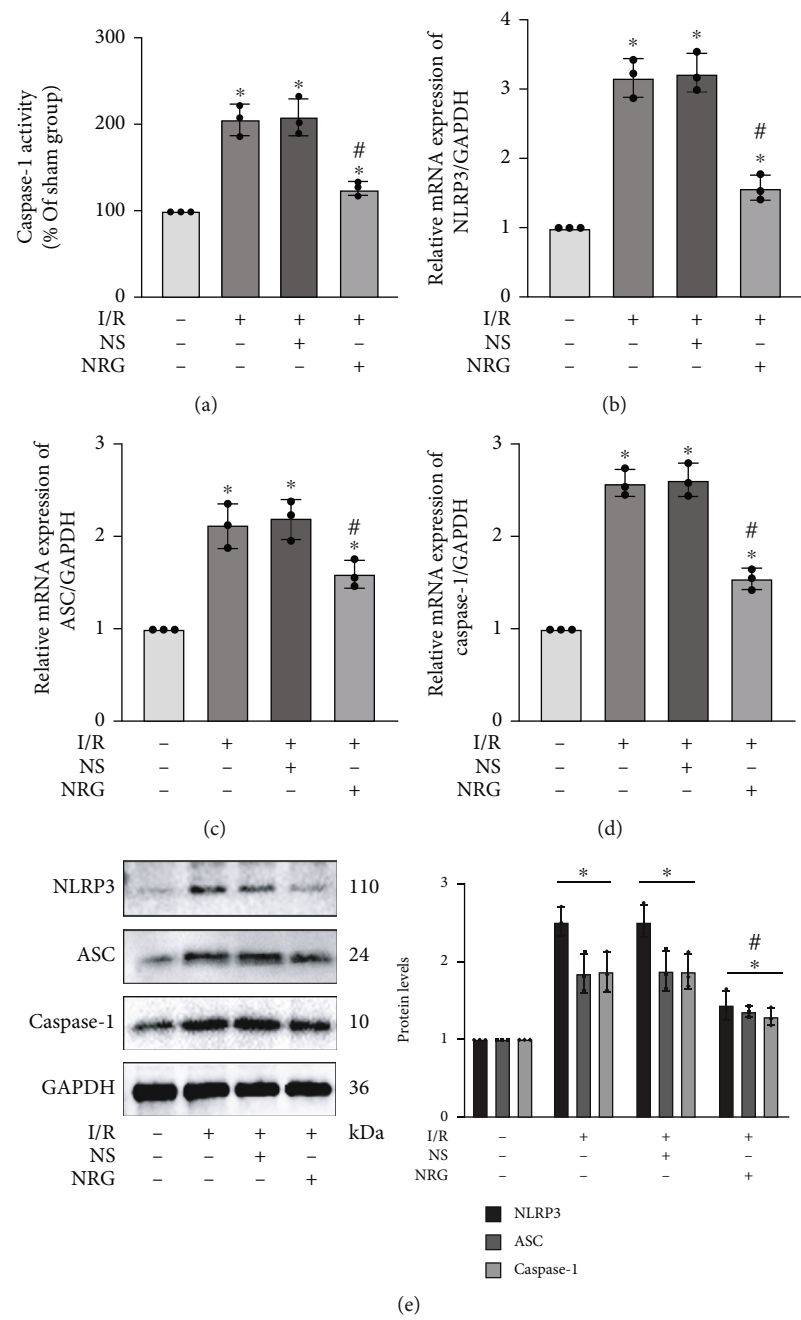 300
200
100
0
Caspase-1 activity
(% Of sham group)
* * # *
I/R – + + +
NS – – + –
NRG – – – +
(a)
4
3
2
1
0
Relative mRNA expression of
NLRP3/GAPDH
* * # *
I/R – + + +
NS – – + –
NRG – – – +
(b)
3
2
1
0
Relative mRNA expression of
ASC/GAPDH
* * # *
I/R – + + +
NS – – + –
NRG – – – +
(c)
3
2
1
0
Relative mRNA expression of
caspase-1/GAPDH
* * # *
I/R – + + +
NS – – + –
NRG – – – +
(d)
NLRP3 110
ASC 24
Caspase-1 10
GAPDH 36
I/R – + + + kDa
NS – – + –
NRG – – – +
3
2
1
0
Protein levels
* * # *
I/R – + + +
NS – – + –
NRG – – – +
NLRP3
ASC
Caspase-1
(e)